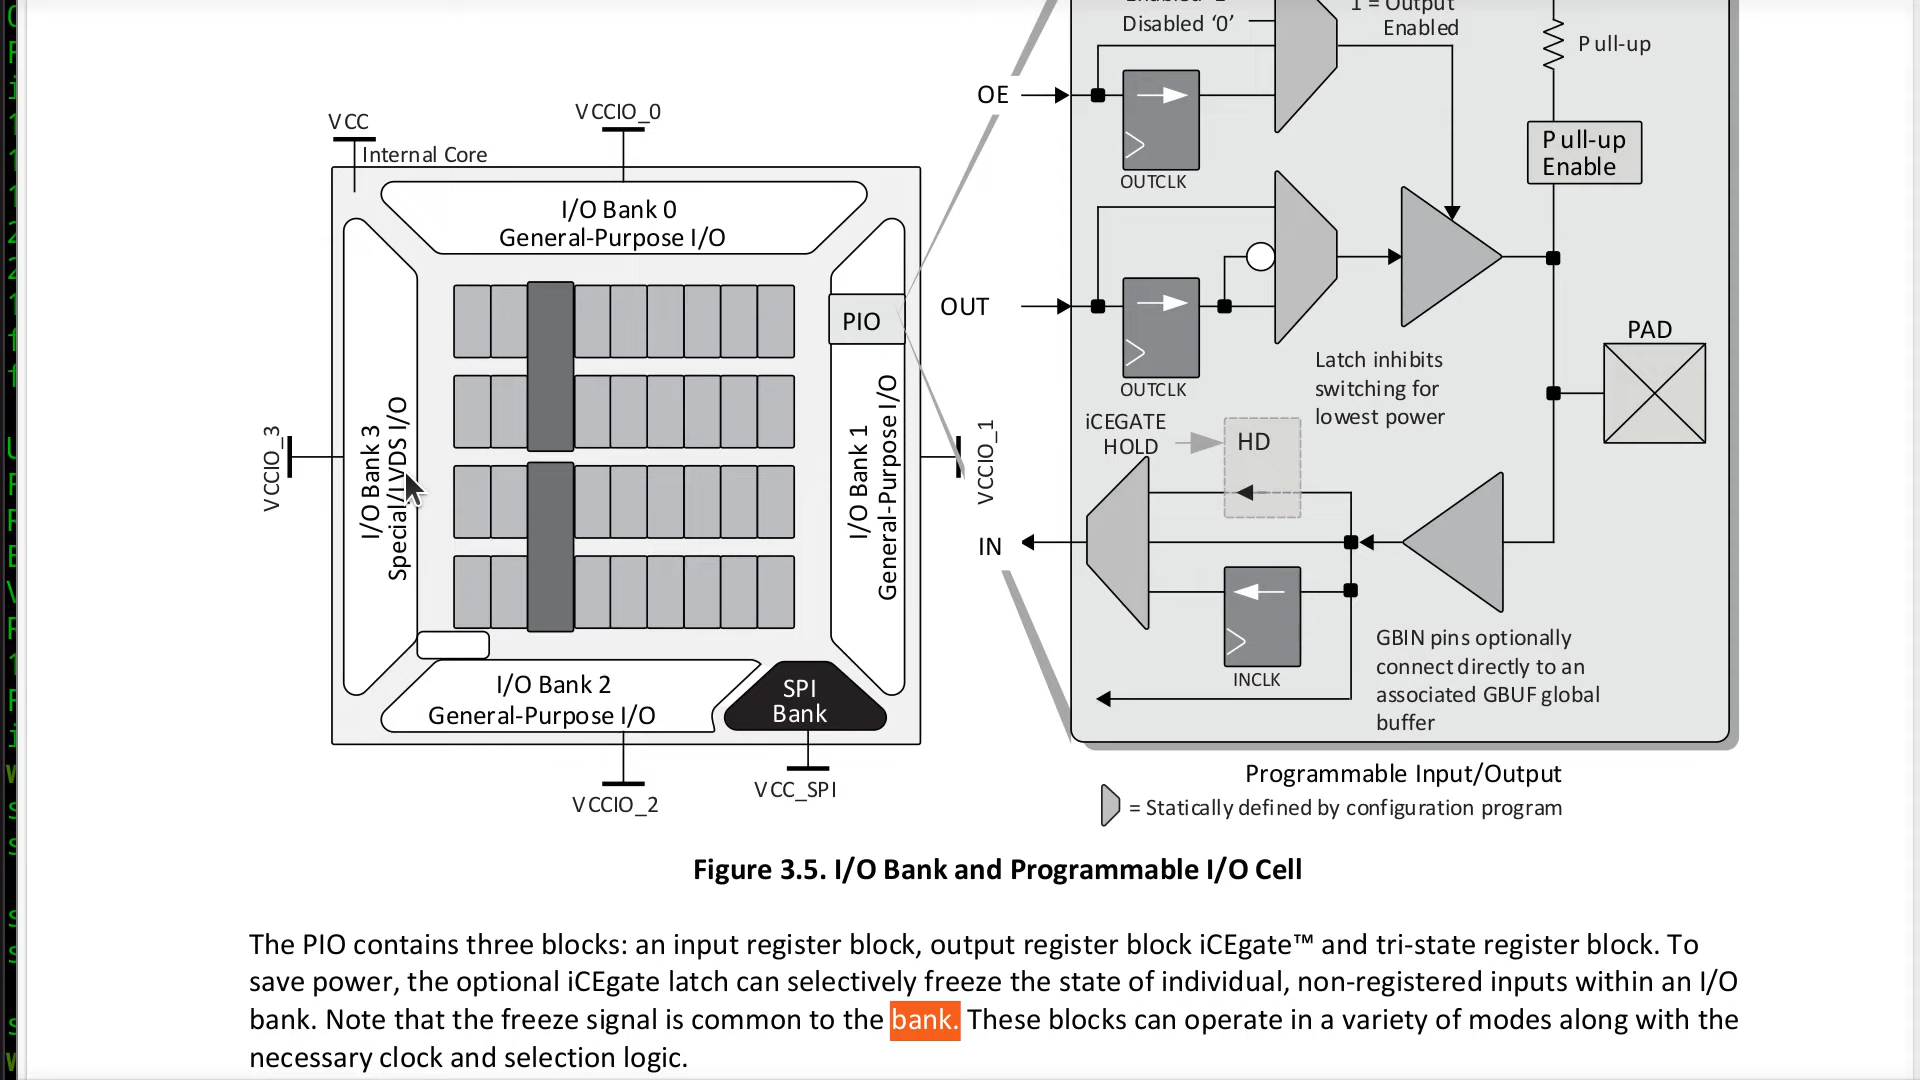 Disabled ‘0’
1 = Output
Enabled
Pull-up
OE
OUTCLK
Pull-up
Enable
VCC
VCCIO_0
Internal Core
I/O Bank 0
General-Purpose I/O
PIO
I/O Bank 3
Special/LVDS I/O
VCCIO_3
I/O Bank 1
General-Purpose I/O
VCCIO_1
I/O Bank 2
General-Purpose I/O
SPI
Bank
VCCIO_2
VCC_SPI
OUT
OUTCLK
Latch inhibits
switching for
lowest power
PAD
iCEGATE
HOLD
HD
IN
INCLK
GBIN pins optionally
connect directly to an
associated GBUF global
buffer
Programmable Input/Output
= Statically defined by configuration program
Figure 3.5. I/O Bank and Programmable I/O Cell
The PIO contains three blocks: an input register block, output register block iCEgate™ and tri-state register block. To
save power, the optional iCEgate latch can selectively freeze the state of individual, non-registered inputs within an I/O
bank. Note that the freeze signal is common to the bank. These blocks can operate in a variety of modes along with the
necessary clock and selection logic.